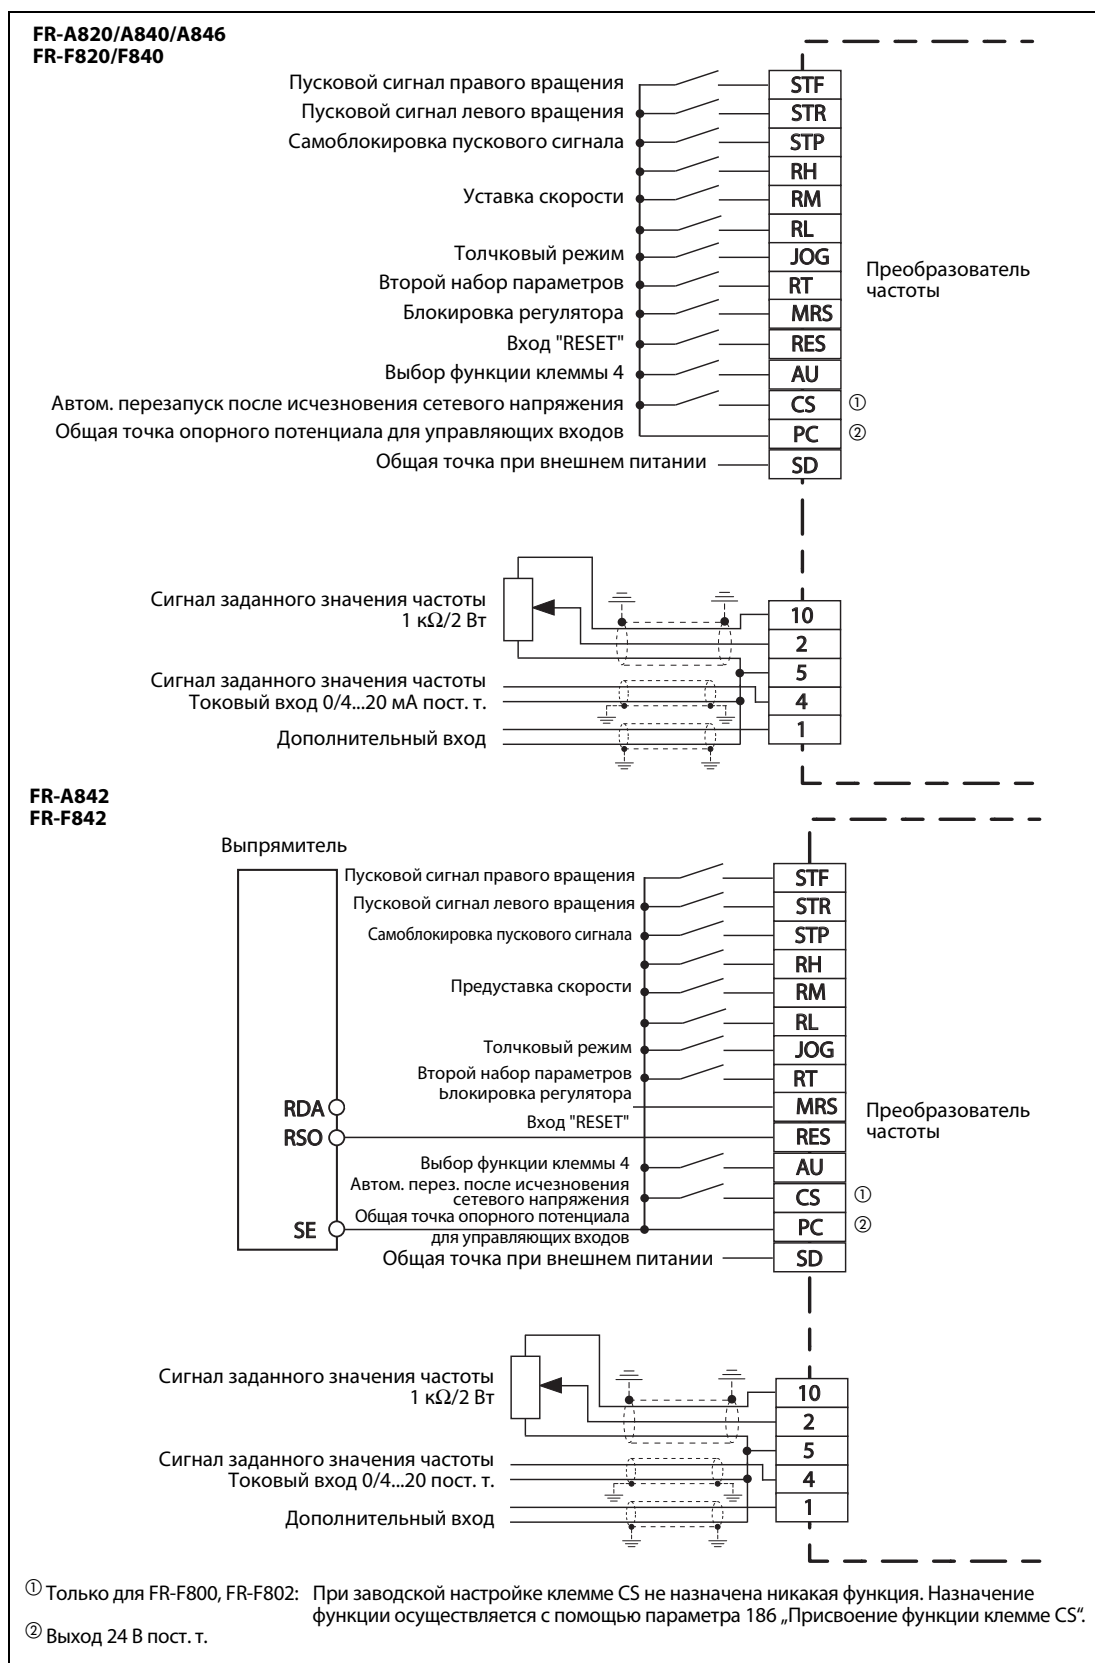 FR-A820/A840/A846
FR-F820/F840
Пусковой сигнал правого вращения STF
Пусковой сигнал левого вращения STR
Самоблокировка пускового сигнала STP
RH
Уставка скорости RM
RL
Толчковый режим JOG
Второй набор параметров RT
Преобразователь
частоты
Блокировка регулятора MRS
Вход "RESET" RES
Выбор функции клеммы 4 AU
Автом. перезапуск после исчезновения сетевого напряжения CS ①
Общая точка опорного потенциала для управляющих входов PC ②
Общая точка при внешнем питании SD
Сигнал заданного значения частоты
1 кΩ/2 Вт
10
2
5
Сигнал заданного значения частоты
Токовый вход 0/4...20 мА пост. т. 4
Дополнительный вход 1
FR-A842
FR-F842
Выпрямитель
Пусковой сигнал правого вращения STF
Пусковой сигнал левого вращения STR
Самоблокировка пускового сигнала STP
RH
Предуставка скорости RM
RL
Толчковый режим JOG
Второй набор параметров RT
Блокировка регулятора MRS
RDA
Преобразователь
частоты
Вход "RESET"
RSO RES
Выбор функции клеммы 4 AU
Автом. перез. после исчезновения
сетевого напряжения CS ①
Общая точка опорного потенциала
для управляющих входов
SE PC ②
Общая точка при внешнем питании SD
Сигнал заданного значения частоты
1 кΩ/2 Вт
10
2
5
Сигнал заданного значения частоты
Токовый вход 0/4...20 пост. т. 4
Дополнительный вход 1
① Только для FR-F800, FR-F802: При заводской настройке клемме CS не назначена никакая функция. Назначение
функции осуществляется с помощью параметра 186 „Присвоение функции клемме CS“.
② Выход 24 В пост. т.